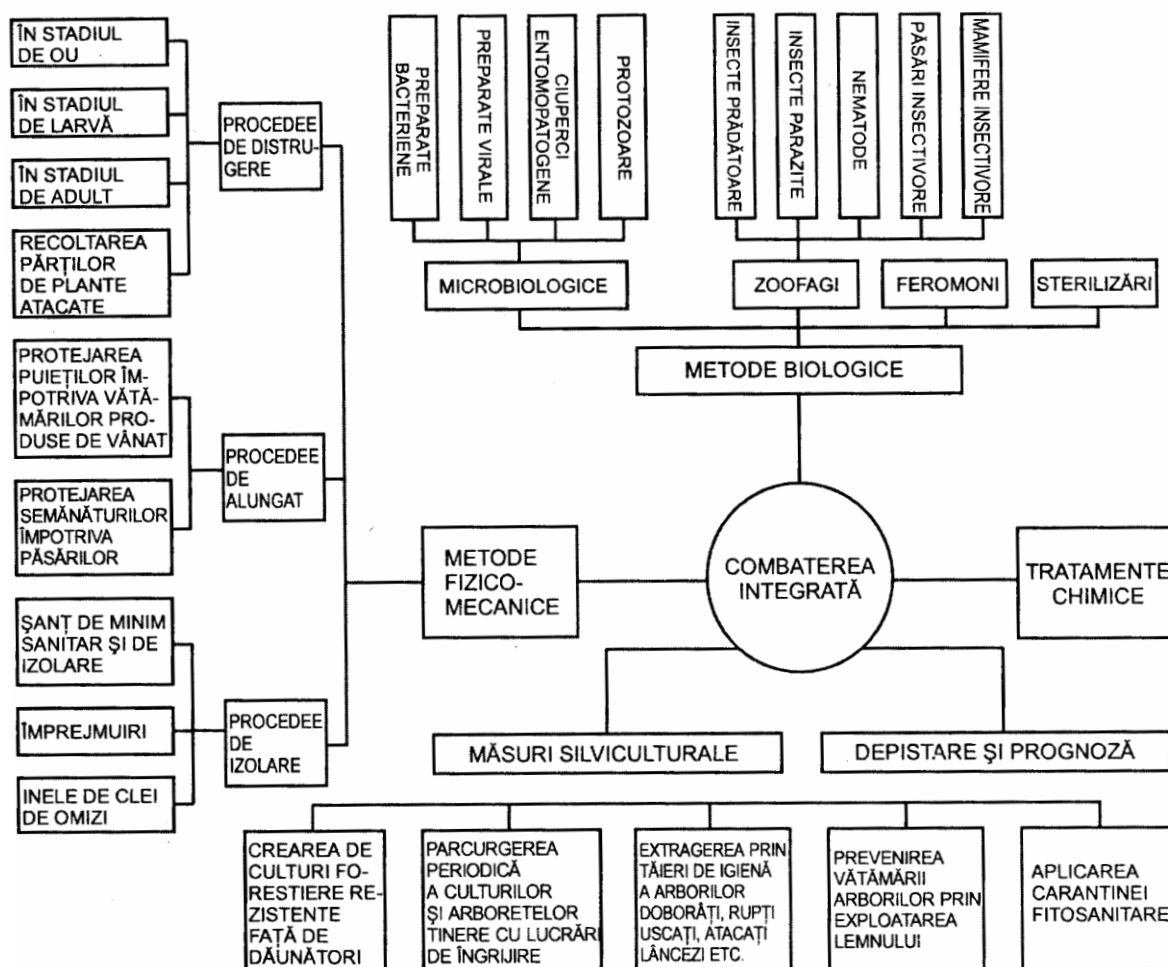 ÎN STADIUL
DE OU
ÎN STADIUL
DE LARVĂ
ÎN STADIUL
DE ADULT
RECOLTAREA
PĂRȚILOR
DE PLANTE
ATACATE
PROCEDEE
DE DISTRU-
GERE
PROTEJAREA
PUIEȚILOR ÎM-
POTRIVA VĂTĂ-
MĂRILOR PRO-
DUSE DE VÂNAT
PROTEJAREA
SEMĂNĂTURILOR
ÎMPOTRIVA
PĂSĂRILOR
PROCEDEE
DE
ALUNGAT
ȘANȚ DE MINIM
SANITAR ȘI DE
IZOLARE
ÎMPREJMUIRI
INELE DE CLEI
DE OMIZI
PROCEDEE
DE
IZOLARE
PREPARATE
BACTERIENE
PREPARATE VIRALE
CIUPERCI
ENTOMOPATOGENE
PROTOZOARE
INSECTE PRĂDĂTOARE
INSECTE PARAZITE
NEMATODE
PĂSĂRI INSECTIVORE
MAMIFERE INSECTIVORE
MICROBIOLOGICE
ZOOFAGI
FEROMONI
STERILIZĂRI
METODE BIOLOGICE
METODE
FIZICO-
MECANICE
COMBATEREA
INTEGRATĂ
TRATAMENTE
CHIMICE
MĂSURI SILVICULTURALE
DEPISTARE ȘI PROGNOZĂ
CREAREA DE
CULTURI FO-
RESTIERE RE-
ZISTENTE
FAȚĂ DE
DĂUNĂTORI
PARCURGEREA
PERIODICĂ
A CULTURILOR
ȘI ARBORETELOR
TINERE CU LUCRĂRI
DE ÎNGRIJIRE
EXTRAGEREA PRIN
TĂIERI DE IGIENĂ
A ARBORILOR
DOBORÂȚI, RUPȚI
USCAȚI, ATACAȚI
LÂNCEZI ETC.
PREVENIREA
VĂTĂMĂRII
ARBORILOR PRIN
EXPLOATAREA
LEMNULUI
APLICAREA
CARANTINEI
FITOSANITARE